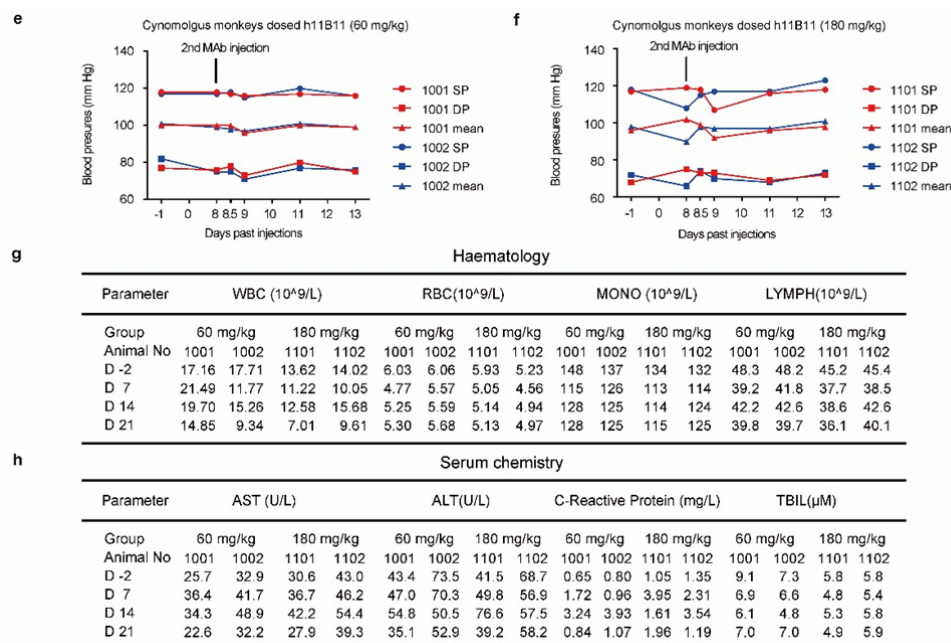 e
Cynomolgus monkeys dosed h11B11 (60 mg/kg)
2nd MAb injection
Blood presures (mm Hg)
140
120
100
80
60
-1 0 8 8.5 9 10 11 12 13
Days past injections
1001 SP
1001 DP
1001 mean
1002 SP
1002 DP
1002 mean
f
Cynomolgus monkeys dosed h11B11 (180 mg/kg)
2nd MAb injection
Blood presures (mm Hg)
140
120
100
80
60
-1 0 8 8.5 9 10 11 12 13
Days past injections
1101 SP
1101 DP
1101 mean
1102 SP
1102 DP
1102 mean
g
Haematology
Parameter WBC (10^9/L) RBC(10^9/L) MONO (10^9/L) LYMPH(10^9/L)
Group 60 mg/kg 180 mg/kg 60 mg/kg 180 mg/kg 60 mg/kg 180 mg/kg 60 mg/kg 180 mg/kg
Animal No 1001 1002 1101 1102 1001 1002 1101 1102 1001 1002 1101 1102 1001 1002 1101 1102
D -2 17.16 17.71 13.62 14.02 6.03 6.06 5.93 5.23 148 137 134 132 48.3 48.2 45.2 45.4
D 7 21.49 11.77 11.22 10.05 4.77 5.57 5.05 4.56 115 126 113 114 39.2 41.8 37.7 38.5
D 14 19.70 15.26 12.58 15.68 5.25 5.59 5.14 4.94 128 125 114 124 42.2 42.6 38.6 42.6
D 21 14.85 9.34 7.01 9.61 5.30 5.68 5.13 4.97 128 125 115 125 39.8 39.7 36.1 40.1
h
Serum chemistry
Parameter AST (U/L) ALT(U/L) C-Reactive Protein (mg/L) TBIL(μM)
Group 60 mg/kg 180 mg/kg 60 mg/kg 180 mg/kg 60 mg/kg 180 mg/kg 60 mg/kg 180 mg/kg
Animal No 1001 1002 1101 1102 1001 1002 1101 1102 1001 1002 1101 1102 1001 1002 1101 1102
D -2 25.7 32.9 30.6 43.0 43.4 73.5 41.5 68.7 0.65 0.80 1.05 1.35 9.1 7.3 5.8 5.8
D 7 36.4 41.7 36.7 46.2 47.0 70.3 49.8 56.9 1.72 0.96 3.95 2.31 6.9 6.6 4.8 5.4
D 14 34.3 48.9 42.2 54.4 54.8 50.5 76.6 57.5 3.24 3.93 1.61 3.54 6.1 4.8 5.3 5.8
D 21 22.6 32.2 27.9 39.3 35.1 52.9 39.2 58.2 0.84 1.07 1.96 1.19 7.0 7.0 4.9 5.9